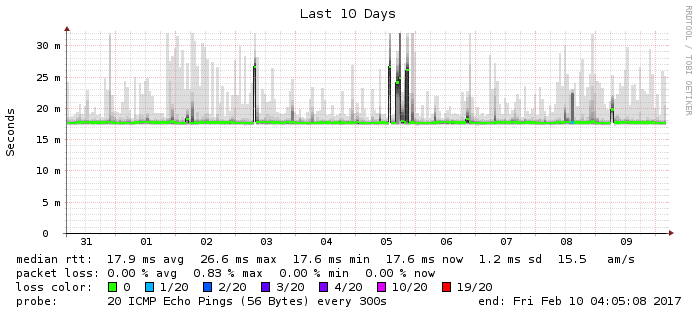 Last 10 Days
RRDTOOL / TOBI OETIKER
Seconds
30 m
25 m
20 m
15 m
10 m
5 m
0
31 01 02 03 04 05 06 07 08 09
median rtt: 17.9 ms avg 26.6 ms max 17.6 ms min 17.6 ms now 1.2 ms sd 15.5 am/s
packet loss: 0.00 % avg 0.83 % max 0.00 % min 0.00 % now
loss color: 0 1/20 2/20 3/20 4/20 10/20 19/20
probe: 20 ICMP Echo Pings (56 Bytes) every 300s end: Fri Feb 10 04:05:08 2017